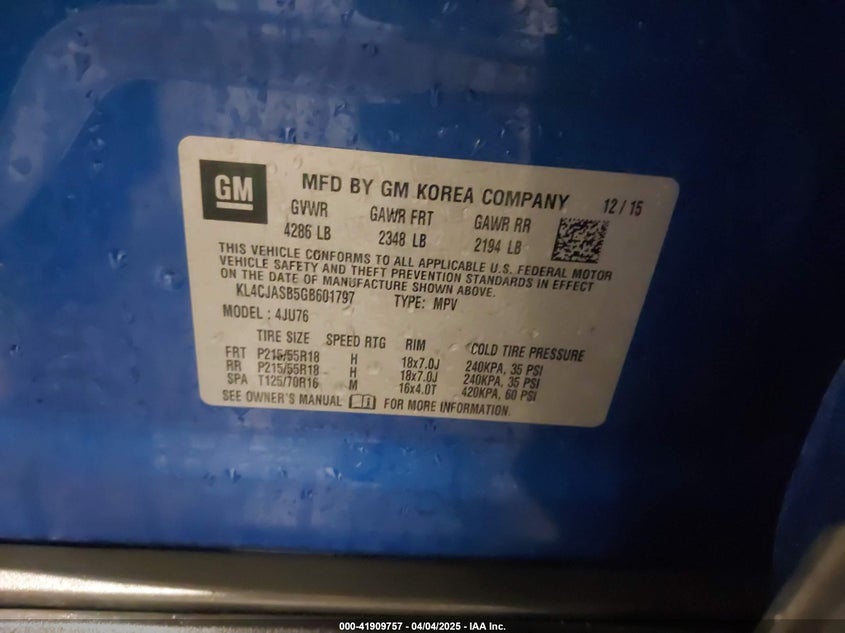 GM MFD BY GM KOREA COMPANY 12 / 15
GVWR GAWR FRT GAWR RR
4286 LB 2348 LB 2194 LB
THIS VEHICLE CONFORMS TO ALL APPLICABLE U.S. FEDERAL MOTOR
VEHICLE SAFETY AND THEFT PREVENTION STANDARDS IN EFFECT
ON THE DATE OF MANUFACTURE SHOWN ABOVE.
KL4CJASB5GB601797 TYPE: MPV
MODEL : 4JU76
TIRE SIZE SPEED RTG RIM COLD TIRE PRESSURE
FRT P215/55R18 H 18x7.0J 240KPA, 35 PSI
RR P215/55R18 H 18x7.0J 240KPA, 35 PSI
SPA T125/70R16 M 16x4.0T 420KPA, 60 PSI
SEE OWNER'S MANUAL FOR MORE INFORMATION.
000-41909757 - 04/04/2025 - IAA Inc.